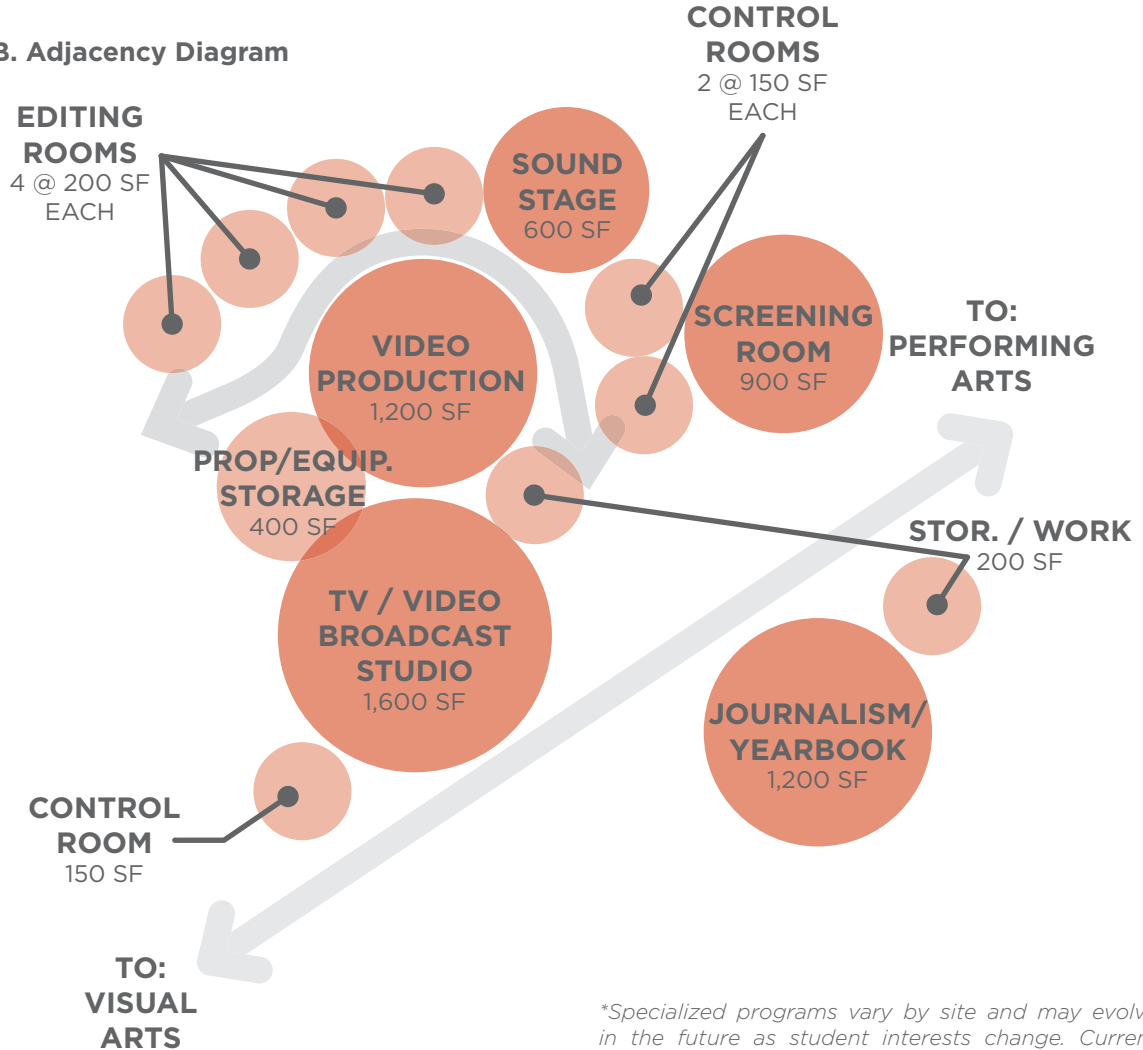 B. Adjacency Diagram
CONTROL
ROOMS
2 @ 150 SF
EACH
EDITING
ROOMS
4 @ 200 SF
EACH
SOUND
STAGE
600 SF
SCREENING
ROOM
900 SF
TO:
PERFORMING
ARTS
VIDEO
PRODUCTION
1,200 SF
PROP/EQUIP.
STORAGE
400 SF
STOR. / WORK
200 SF
TV / VIDEO
BROADCAST
STUDIO
1,600 SF
JOURNALISM/
YEARBOOK
1,200 SF
CONTROL
ROOM
150 SF
TO:
VISUAL
ARTS
*Specialized programs vary by site and may evolv
in the future as student interests change. Curren